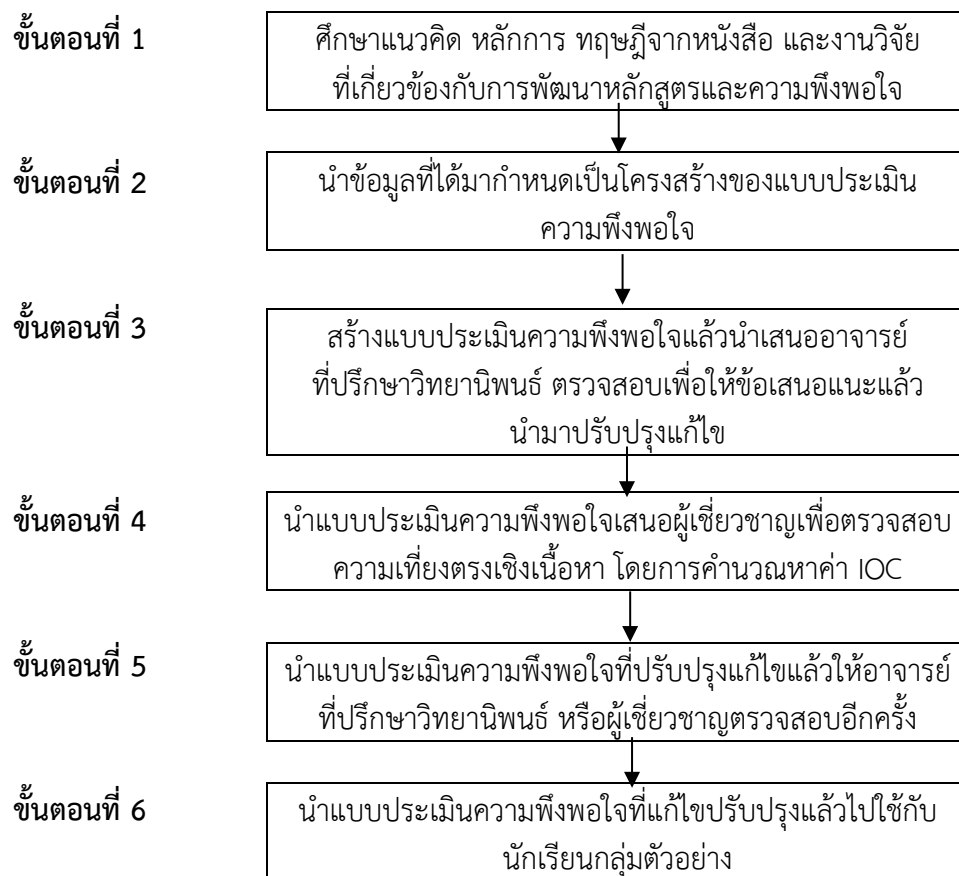 ขั้นตอนที่ 1
ศึกษาแนวคิด หลักการ ทฤษฎีจากหนังสือ และงานวิจัย
ที่เกี่ยวข้องกับการพัฒนาหลักสูตรและความพึงพอใจ
ขั้นตอนที่ 2
นำข้อมูลที่ได้มากำหนดเป็นโครงสร้างของแบบประเมิน
ความพึงพอใจ
ขั้นตอนที่ 3
สร้างแบบประเมินความพึงพอใจแล้วนำเสนออาจารย์
ที่ปรึกษาวิทยานิพนธ์ ตรวจสอบเพื่อให้ข้อเสนอแนะแล้ว
นำมาปรับปรุงแก้ไข
ขั้นตอนที่ 4
นำแบบประเมินความพึงพอใจเสนอผู้เชี่ยวชาญเพื่อตรวจสอบ
ความเที่ยงตรงเชิงเนื้อหา โดยการคำนวณหาค่า IOC
ขั้นตอนที่ 5
นำแบบประเมินความพึงพอใจที่ปรับปรุงแก้ไขแล้วให้อาจารย์
ที่ปรึกษาวิทยานิพนธ์ หรือผู้เชี่ยวชาญตรวจสอบอีกครั้ง
ขั้นตอนที่ 6
นำแบบประเมินความพึงพอใจที่แก้ไขปรับปรุงแล้วไปใช้กับ
นักเรียนกลุ่มตัวอย่าง